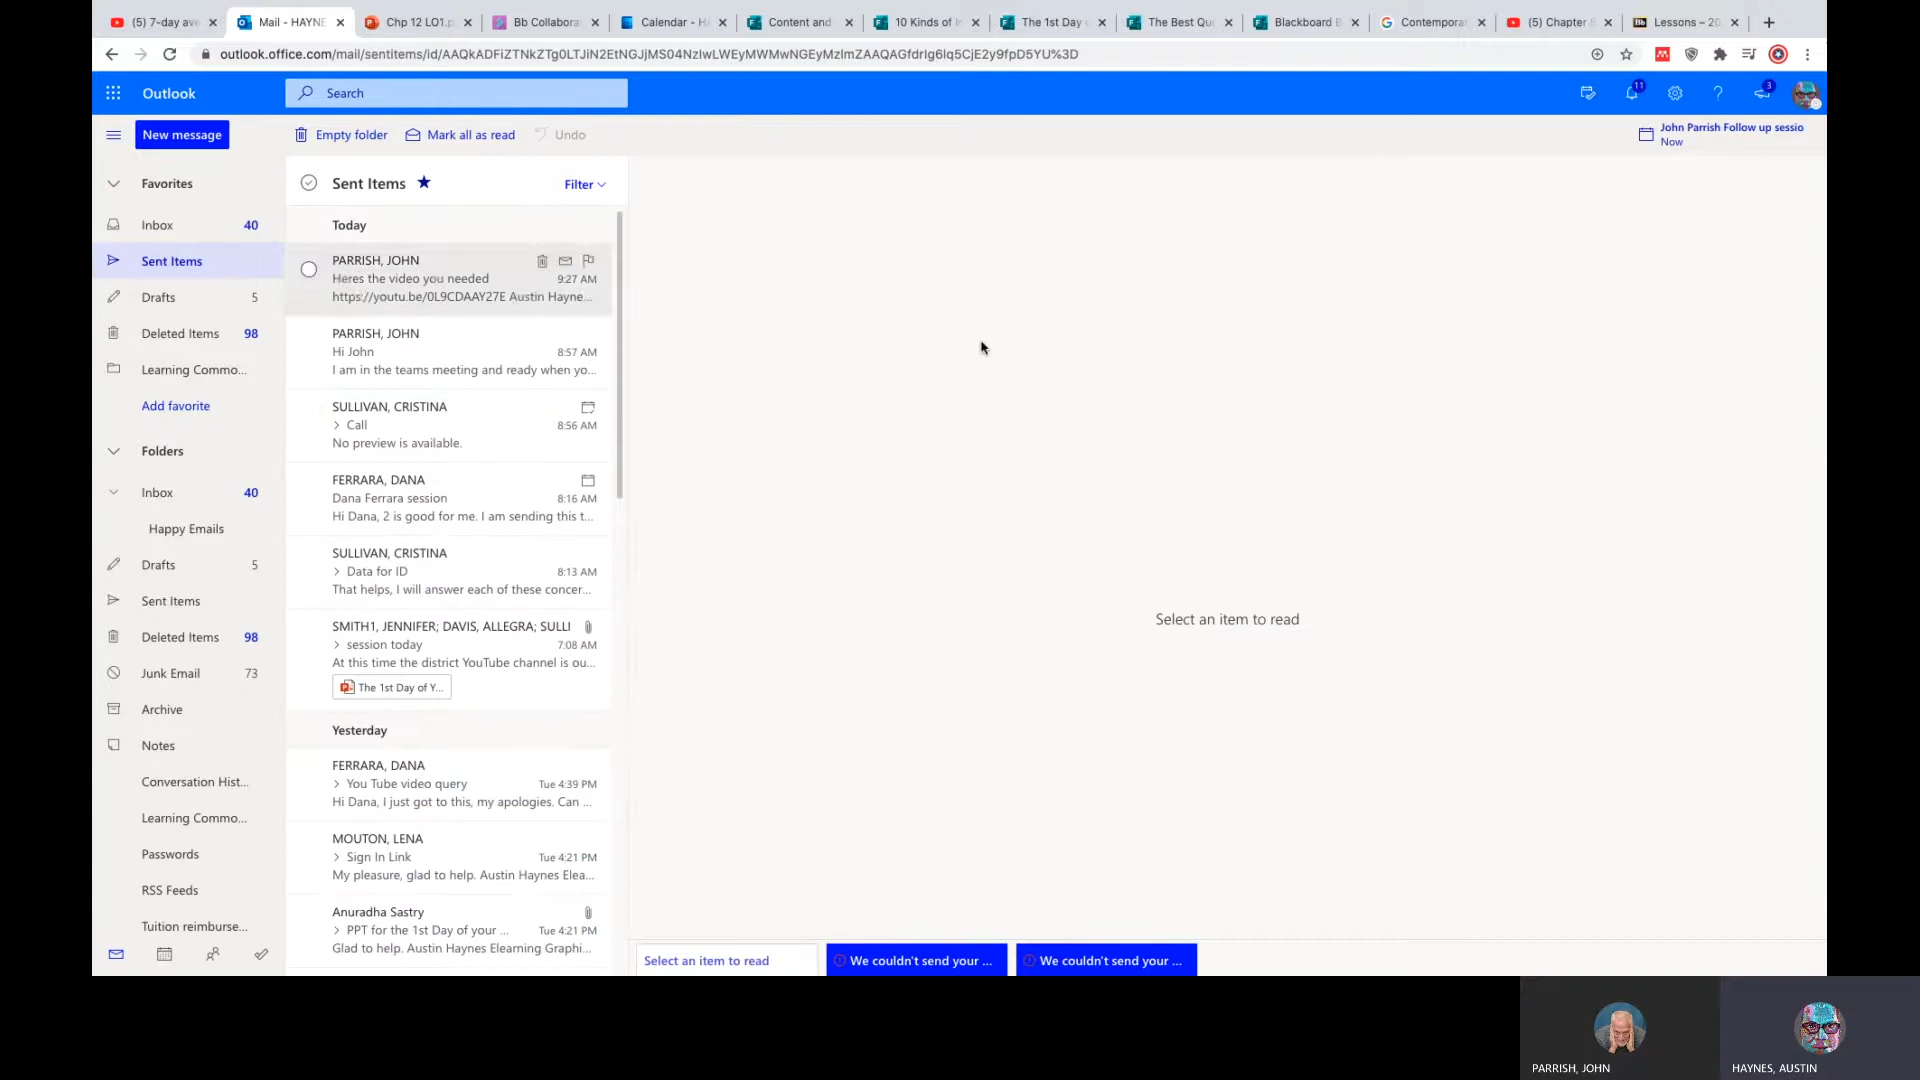 (5) 7-day ave
Mail - HAYNE
Chp 12 LO1.p
Bb Collabora
Calendar - HA
Content and
10 Kinds of In
The 1st Day o
The Best Que
Blackboard B
Contemporar
(5) Chapter
Bb Lessons – 20
outlook.office.com/mail/sentitems/id/AAQkADFiZTNkZTg0LTJiN2EtNGJjMS04NzIwLWEyMWMwNGEyMzlmZAAQAGfdrlg6lq5CjE2y9fpD5YU%3D
Outlook
Search
11
3
New message
Empty folder
Mark all as read
Undo
John Parrish Follow up sessio
Now
Favorites
Inbox 40
Sent Items
Drafts 5
Deleted Items 98
Learning Commo...
Add favorite
Folders
Inbox 40
Happy Emails
Drafts 5
Sent Items
Deleted Items 98
Junk Email 73
Archive
Notes
Conversation Hist...
Learning Commo...
Passwords
RSS Feeds
Tuition reimburse...
Sent Items
Filter
Today
PARRISH, JOHN
Heres the video you needed 9:27 AM
https://youtu.be/0L9CDAAY27E Austin Hayne...
PARRISH, JOHN
Hi John 8:57 AM
I am in the teams meeting and ready when yo...
SULLIVAN, CRISTINA
> Call 8:56 AM
No preview is available.
FERRARA, DANA
Dana Ferrara session 8:16 AM
Hi Dana, 2 is good for me. I am sending this t...
SULLIVAN, CRISTINA
> Data for ID 8:13 AM
That helps, I will answer each of these concer...
SMITH1, JENNIFER; DAVIS, ALLEGRA; SULLI
> session today 7:08 AM
At this time the district YouTube channel is ou...
The 1st Day of Y...
Yesterday
FERRARA, DANA
> You Tube video query Tue 4:39 PM
Hi Dana, I just got to this, my apologies. Can ...
MOUTON, LENA
> Sign In Link Tue 4:21 PM
My pleasure, glad to help. Austin Haynes Elea...
Anuradha Sastry
> PPT for the 1st Day of your ... Tue 4:21 PM
Glad to help. Austin Haynes Elearning Graphi...
Select an item to read
Select an item to read
We couldn't send your ...
We couldn't send your ...
PARRISH, JOHN
HAYNES, AUSTIN